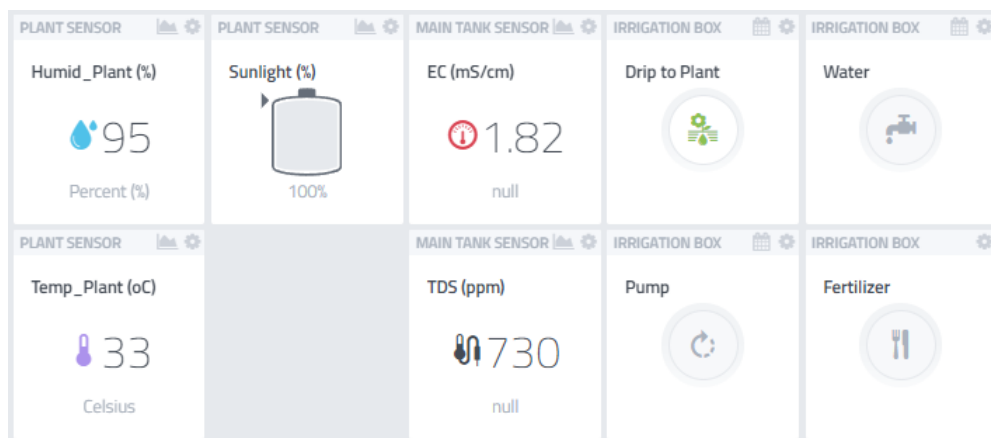 PLANT SENSOR
Humid_Plant (%)
95
Percent (%)
PLANT SENSOR
Sunlight (%)
100%
MAIN TANK SENSOR
EC (mS/cm)
1.82
null
IRRIGATION BOX
Drip to Plant
IRRIGATION BOX
Water
PLANT SENSOR
Temp_Plant (oC)
33
Celsius
MAIN TANK SENSOR
TDS (ppm)
730
null
IRRIGATION BOX
Pump
IRRIGATION BOX
Fertilizer